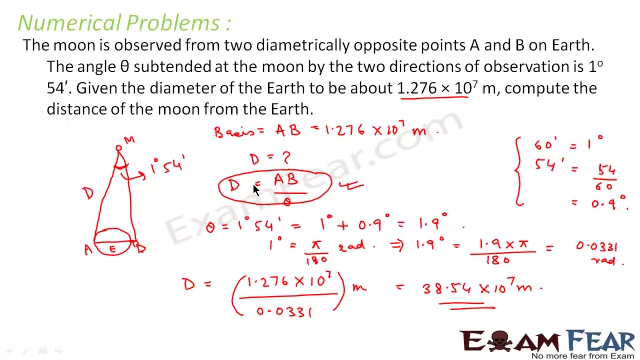 Numerical Problems :
The moon is observed from two diametrically opposite points A and B on Earth.
The angle θ subtended at the moon by the two directions of observation is 1°
54′. Given the diameter of the Earth to be about 1.276 × 10⁷ m, compute the
distance of the moon from the Earth.
Basis = AB = 1.276 × 10⁷ m.
D = ?
D = AB / θ
M
1° 54′
D
A E B
60′ = 1°
54′ = 54/60
= 0.9°
θ = 1° 54′ = 1° + 0.9° = 1.9°
1° = π/180 rad. ⇒ 1.9° = 1.9 × π / 180 = 0.0331 rad.
D = (1.276 × 10⁷ / 0.0331) m = 38.54 × 10⁷ m.
ExamFear.com
EXAM FEAR
No more fear from Exam